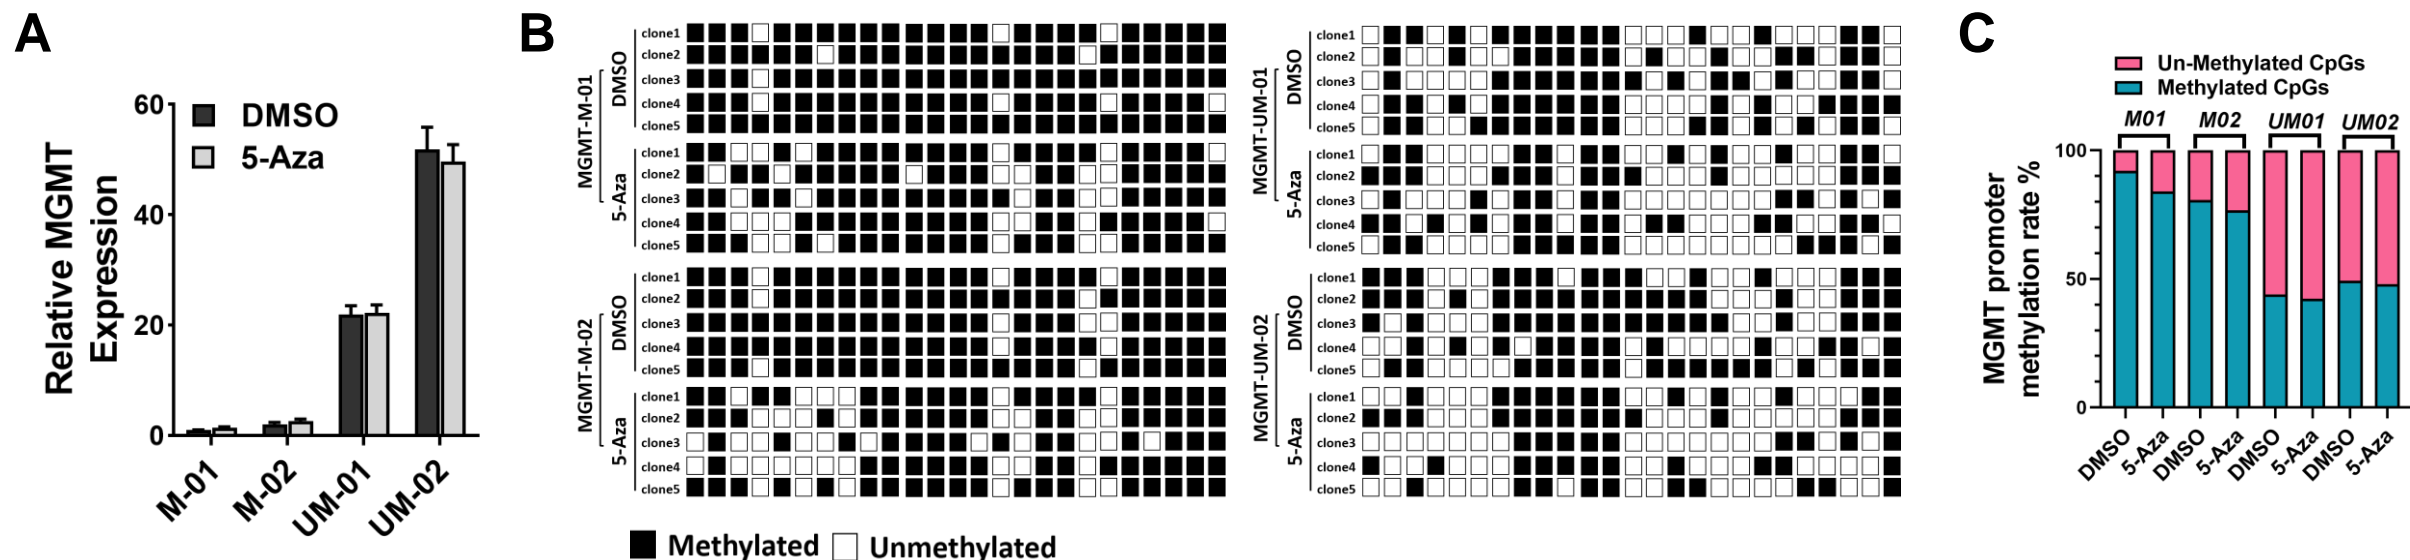 A
Relative MGMT
Expression
60
40
20
0
DMSO
5-Aza
M-01
M-02
UM-01
UM-02
B
MGMT-M-01
DMSO
clone1
clone2
clone3
clone4
clone5
5-Aza
clone1
clone2
clone3
clone4
clone5
MGMT-M-02
DMSO
clone1
clone2
clone3
clone4
clone5
5-Aza
clone1
clone2
clone3
clone4
clone5
MGMT-UM-01
DMSO
clone1
clone2
clone3
clone4
clone5
5-Aza
clone1
clone2
clone3
clone4
clone5
MGMT-UM-02
DMSO
clone1
clone2
clone3
clone4
clone5
5-Aza
clone1
clone2
clone3
clone4
clone5
Methylated
Unmethylated
C
Un-Methylated CpGs
Methylated CpGs
M01
M02
UM01
UM02
MGMT promoter
methylation rate %
100
50
0
DMSO
5-Aza
DMSO
5-Aza
DMSO
5-Aza
DMSO
5-Aza